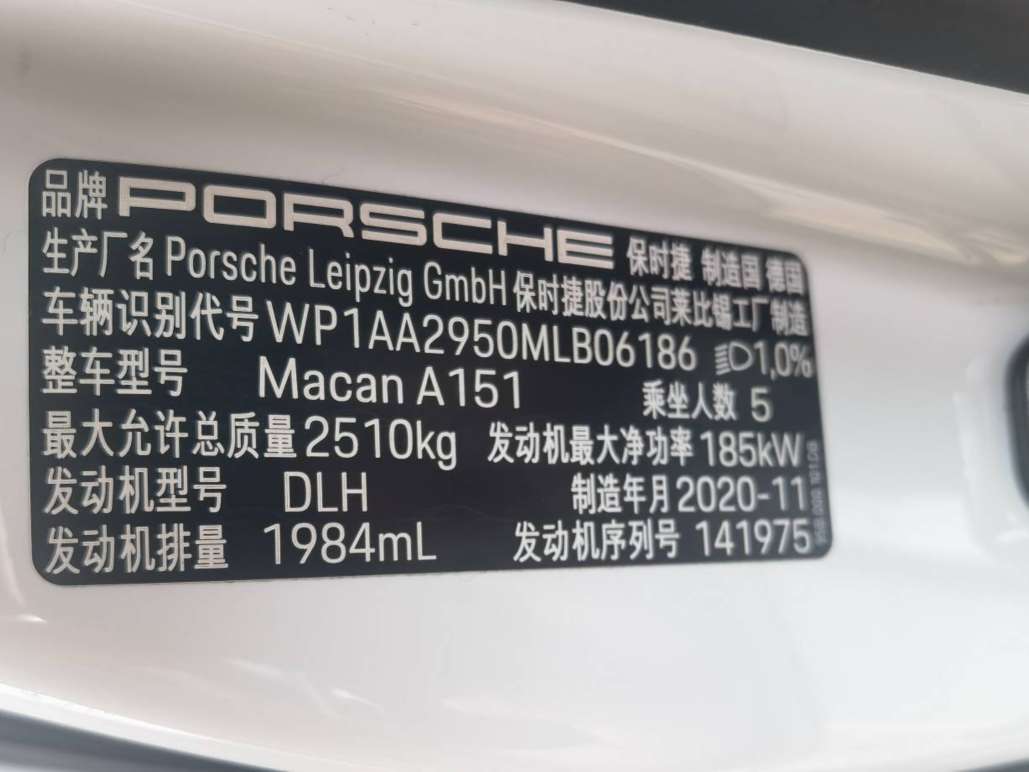 品牌 PORSCHE 保时捷 制造国 德国
生产厂名 Porsche Leipzig GmbH 保时捷股份公司莱比锡工厂制造
车辆识别代号 WP1AA2950MLB06186 1,0%
整车型号 Macan A151 乘坐人数 5
最大允许总质量 2510kg 发动机最大净功率 185kW
发动机型号 DLH 制造年月 2020-11
发动机排量 1984mL 发动机序列号 141975